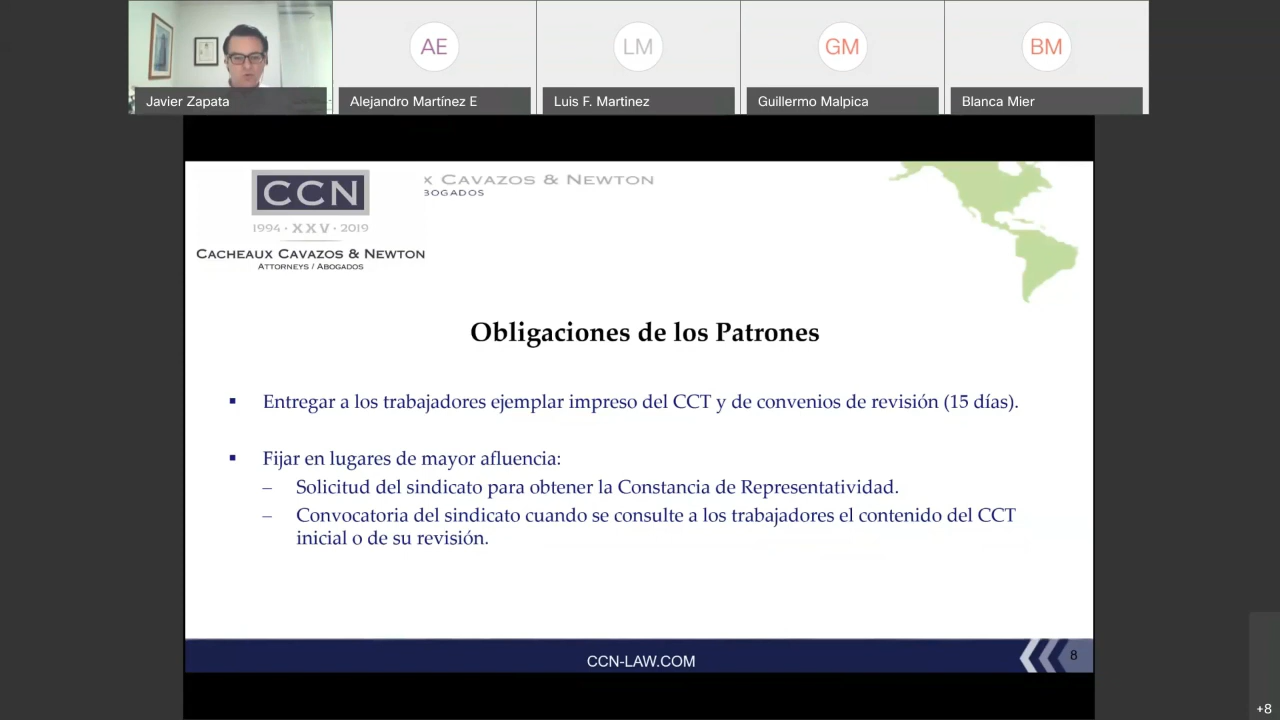 AE
LM
GM
BM
Javier Zapata
Alejandro Martínez E
Luis F. Martinez
Guillermo Malpica
Blanca Mier
CCN
1994 · XXV · 2019
CACHEAUX CAVAZOS & NEWTON
ATTORNEYS / ABOGADOS
X CAVAZOS & NEWTON
BOGADOS
Obligaciones de los Patrones
▪ Entregar a los trabajadores ejemplar impreso del CCT y de convenios de revisión (15 días).
▪ Fijar en lugares de mayor afluencia:
– Solicitud del sindicato para obtener la Constancia de Representatividad.
– Convocatoria del sindicato cuando se consulte a los trabajadores el contenido del CCT
inicial o de su revisión.
CCN-LAW.COM
8
+8